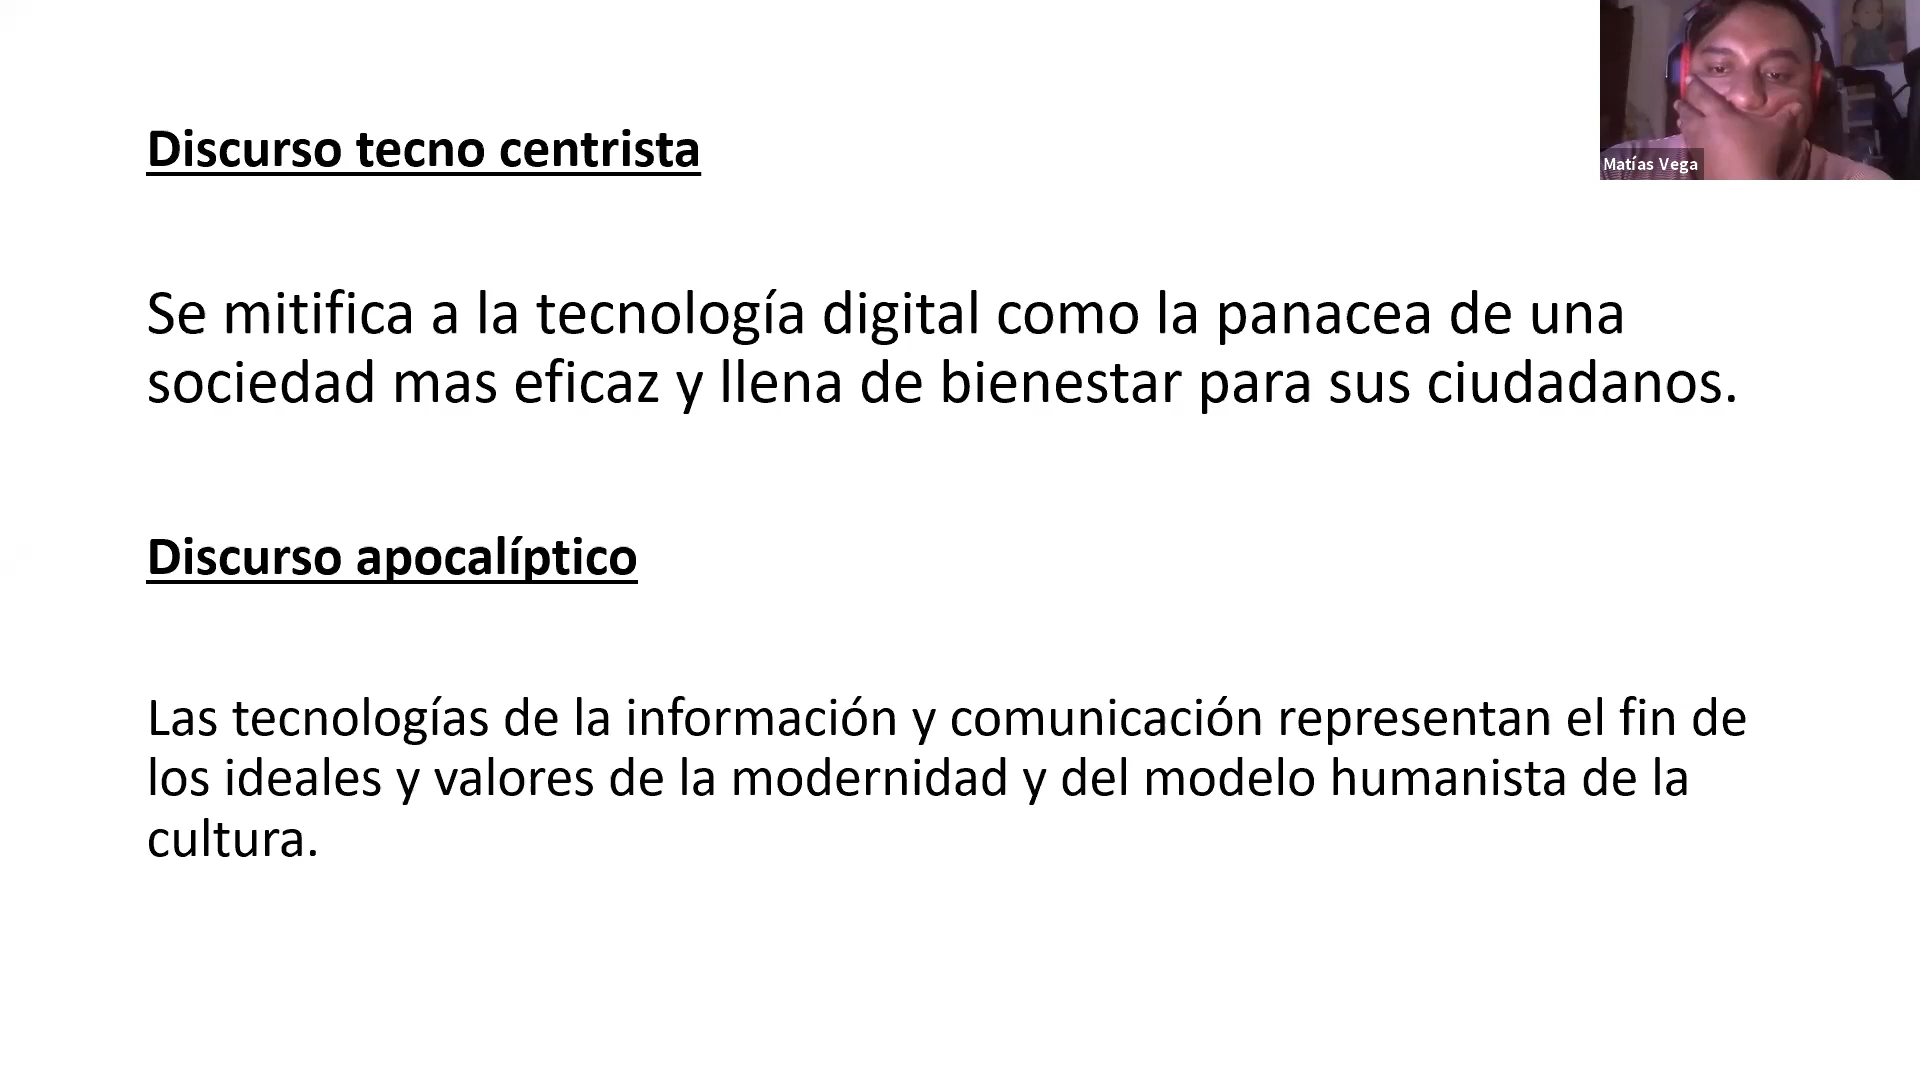 Discurso tecno centrista
Matías Vega
Se mitifica a la tecnología digital como la panacea de una
sociedad mas eficaz y llena de bienestar para sus ciudadanos.
Discurso apocalíptico
Las tecnologías de la información y comunicación representan el fin de
los ideales y valores de la modernidad y del modelo humanista de la
cultura.